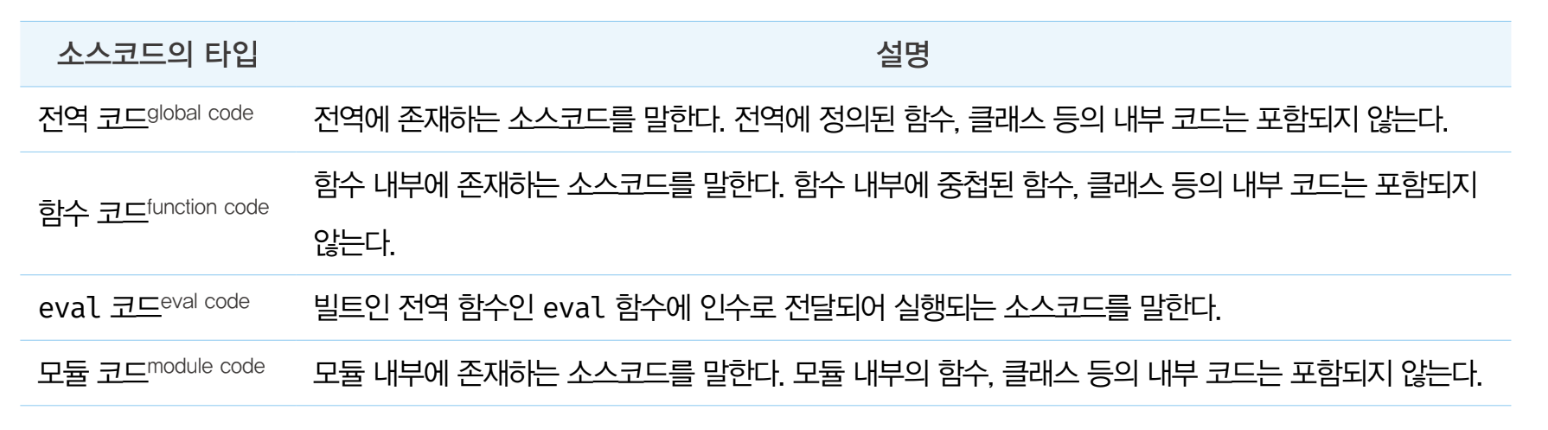 소스코드의 타입 설명
전역 코드global code 전역에 존재하는 소스코드를 말한다. 전역에 정의된 함수, 클래스 등의 내부 코드는 포함되지 않는다.
함수 코드function code 함수 내부에 존재하는 소스코드를 말한다. 함수 내부에 중첩된 함수, 클래스 등의 내부 코드는 포함되지
않는다.
eval 코드eval code 빌트인 전역 함수인 eval 함수에 인수로 전달되어 실행되는 소스코드를 말한다.
모듈 코드module code 모듈 내부에 존재하는 소스코드를 말한다. 모듈 내부의 함수, 클래스 등의 내부 코드는 포함되지 않는다.